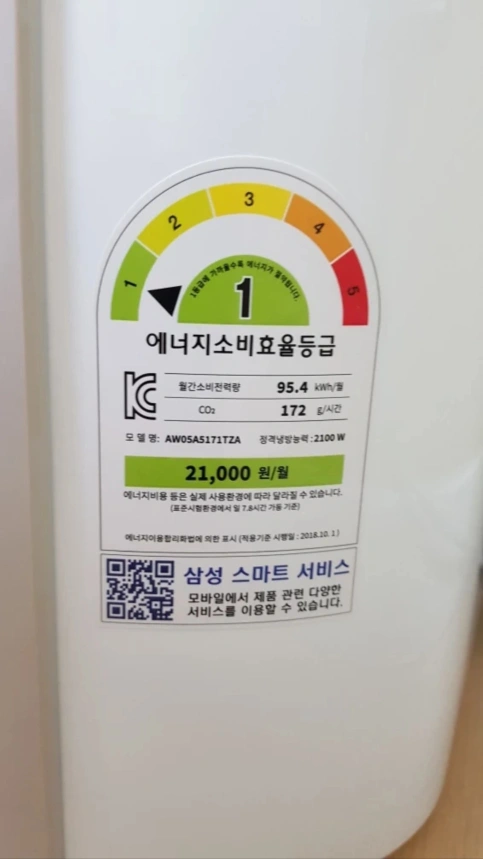 1
2
3
4
5
1등급에 가까울수록 에너지가 절약됩니다.
1
에너지소비효율등급
월간소비전력량 95.4 kWh/월
CO₂ 172 g/시간
모 델 명: AW05A5171TZA 정격냉방능력:2100 W
21,000 원/월
에너지비용 등은 실제 사용환경에 따라 달라질 수 있습니다.
(표준시험환경에서 일 7.8시간 가동 기준)
에너지이용합리화법에 의한 표시 (적용기준 시행일 : 2018.10. 1)
삼성 스마트 서비스
모바일에서 제품 관련 다양한
서비스를 이용할 수 있습니다.